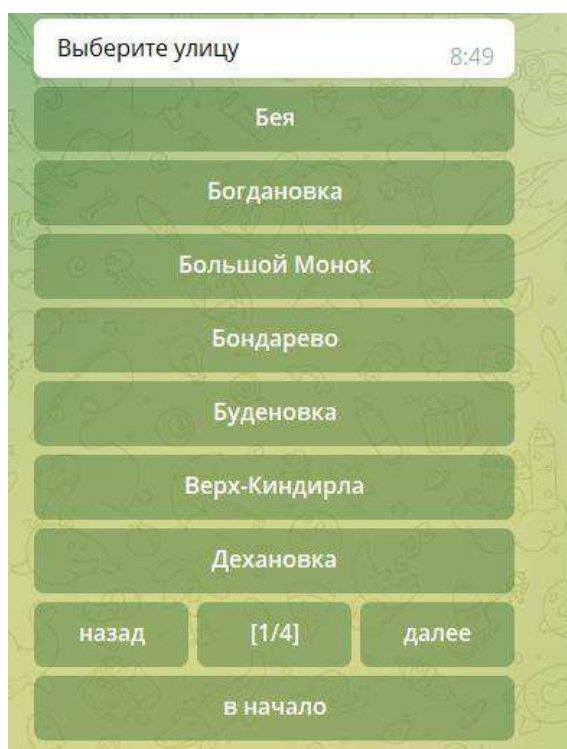 Выберите улицу
8:49
Бея
Богдановка
Большой Монок
Бондарево
Буденовка
Верх-Киндирла
Дехановка
назад [1/4] далее
в начало